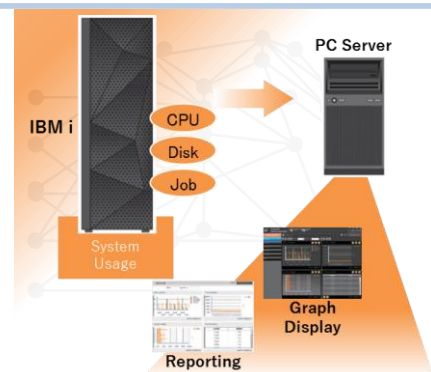 PC Server
IBM i
CPU
Disk
Job
System
Usage
Graph
Display
Reporting